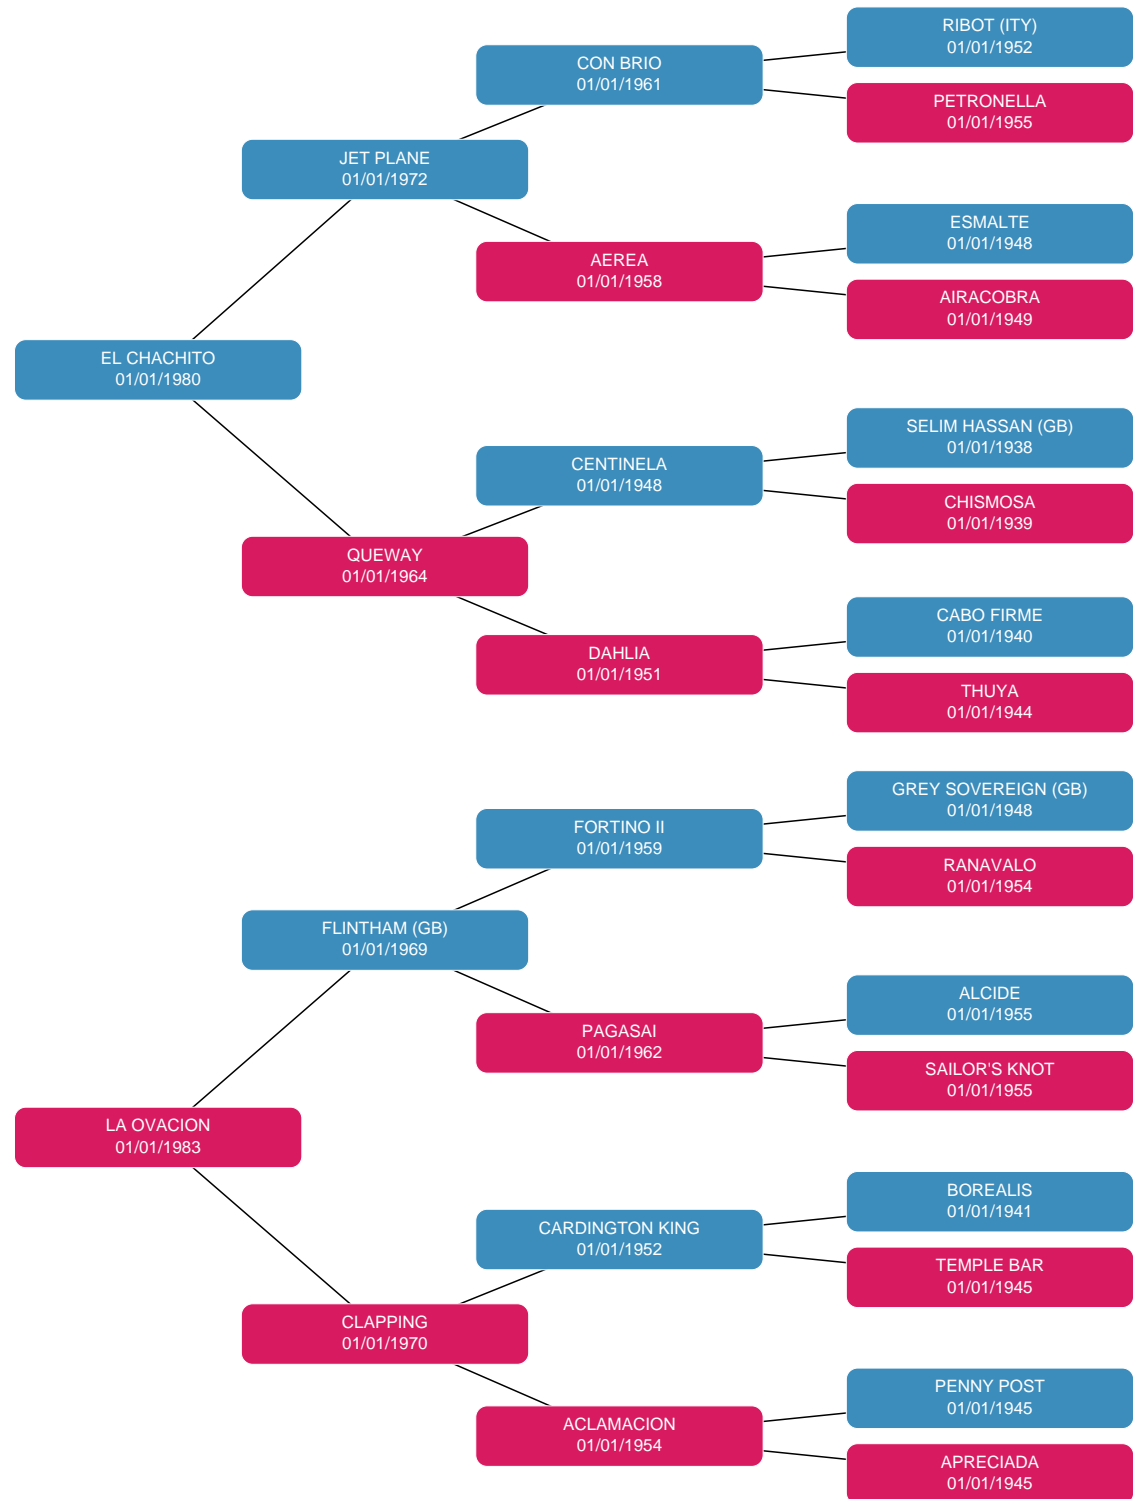 RIBOT (ITY)
01/01/1952
CON BRIO
01/01/1961
PETRONELLA
01/01/1955
JET PLANE
01/01/1972
ESMALTE
01/01/1948
AEREA
01/01/1958
AIRACOBRA
01/01/1949
EL CHACHITO
01/01/1980
SELIM HASSAN (GB)
01/01/1938
CENTINELA
01/01/1948
CHISMOSA
01/01/1939
QUEWAY
01/01/1964
CABO FIRME
01/01/1940
DAHLIA
01/01/1951
THUYA
01/01/1944
GREY SOVEREIGN (GB)
01/01/1948
FORTINO II
01/01/1959
RANAVALO
01/01/1954
FLINTHAM (GB)
01/01/1969
ALCIDE
01/01/1955
PAGASAI
01/01/1962
SAILOR'S KNOT
01/01/1955
LA OVACION
01/01/1983
BOREALIS
01/01/1941
CARDINGTON KING
01/01/1952
TEMPLE BAR
01/01/1945
CLAPPING
01/01/1970
PENNY POST
01/01/1945
ACLAMACION
01/01/1954
APRECIADA
01/01/1945